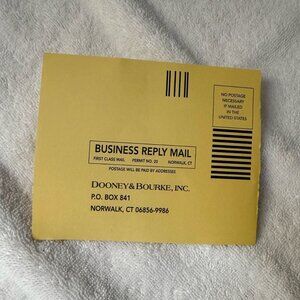 NO POSTAGE
NECESSARY
IF MAILED
IN THE
UNITED STATES
BUSINESS REPLY MAIL
FIRST CLASS MAIL PERMIT NO. 20 NORWALK, CT
POSTAGE WILL BE PAID BY ADDRESSEE
DOONEY & BOURKE, INC.
P.O. BOX 841
NORWALK, CT 06856-9986